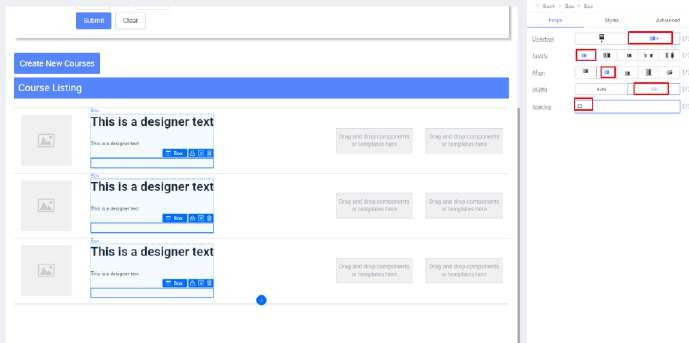 Submit Clear
Create New Courses
Course Listing
Box
This is a designer text
This is a designer text
Box
Drag and drop components
or templates here
Drag and drop components
or templates here
Box
This is a designer text
This is a designer text
Box
Drag and drop components
or templates here
Drag and drop components
or templates here
Box
This is a designer text
This is a designer text
Box
Drag and drop components
or templates here
Drag and drop components
or templates here
Props Styles Advanced
Direction
Justify
Align
Spacing